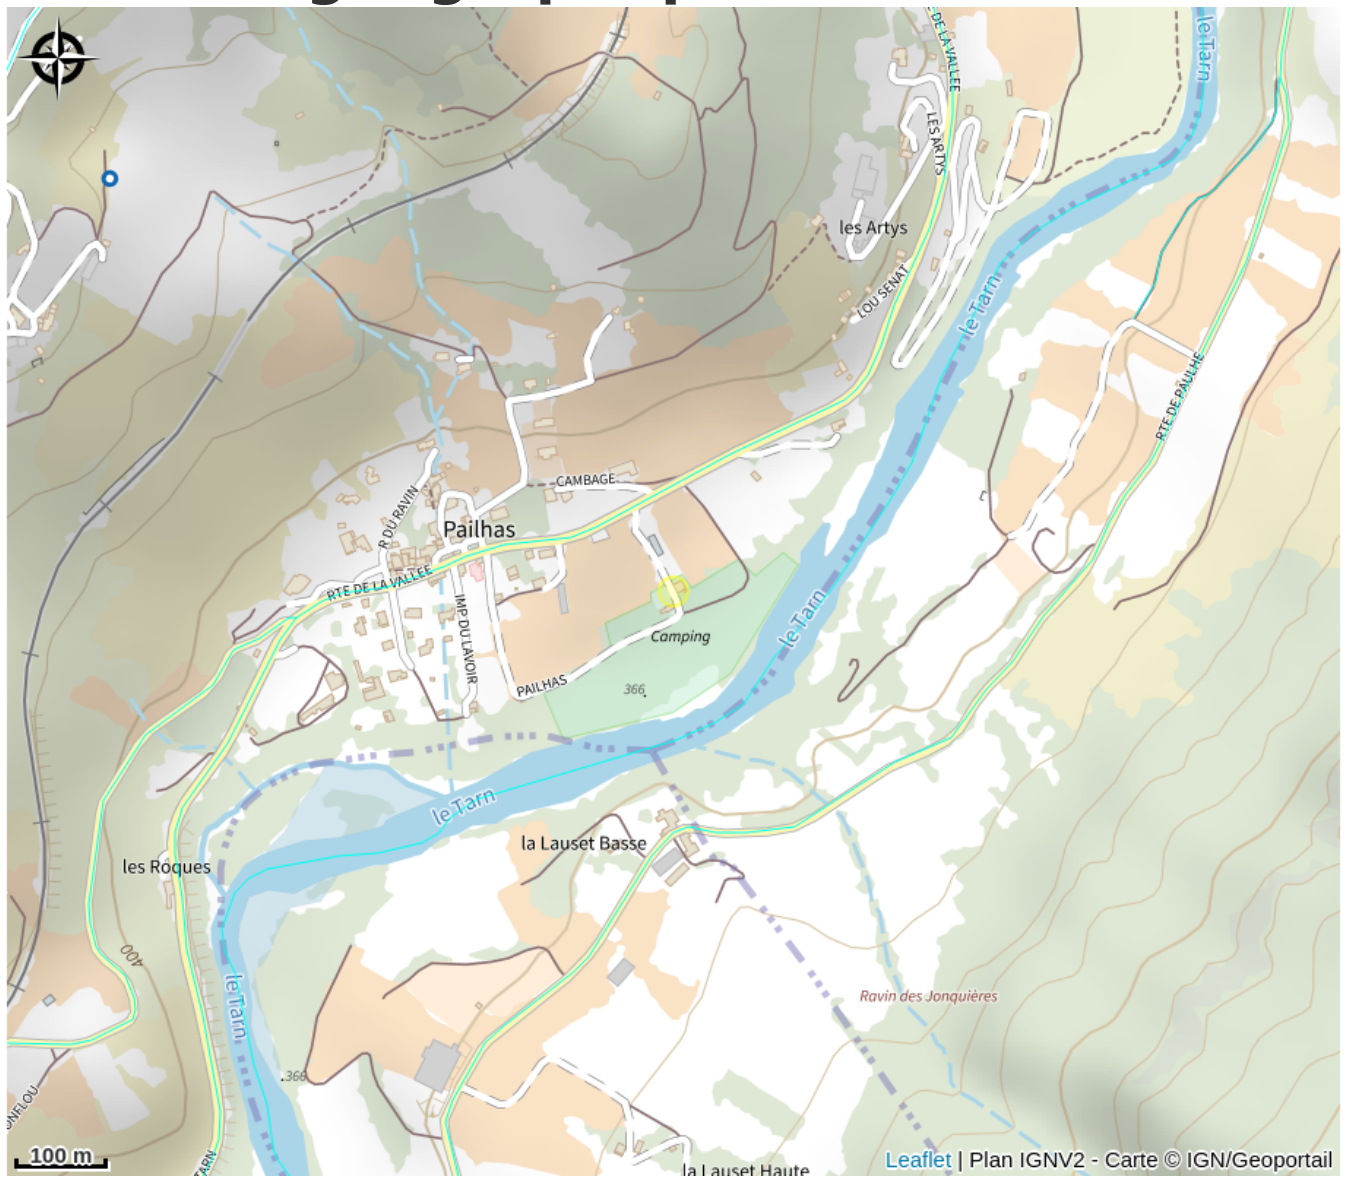 DE LA VALLEE
le Tarn
LES ARTYS
les Artys
LOU SENAT
le Tarn
RTE DE PAULHE
CAMBAGE
R DU RAVIN
Pailhas
RTE DE LA VALLEE
IMP DU LAVOIR
le Tarn
Camping
PAILHAS
366
le Tarn
la Lauset Basse
les Roques
400
le Tarn
Ravin des Jonquières
366
TARN
la Lauset Haute
100 m
Leaflet | Plan IGNV2 - Carte © IGN/Geoportail